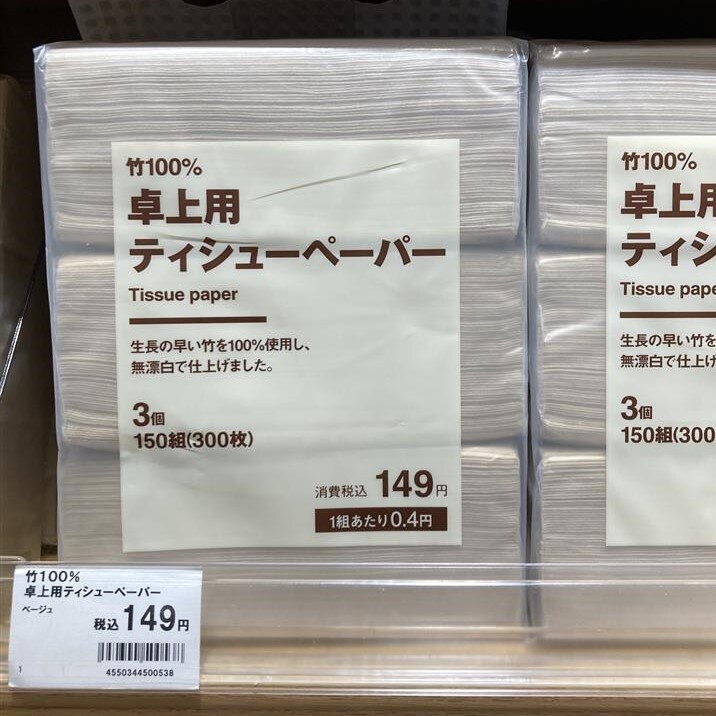 竹100%
卓上用
ティシューペーパー
Tissue paper
生長の早い竹を100%使用し、
無漂白で仕上げました。
3個
150組(300枚)
消費税込 149円
1組あたり0.4円
竹100%
卓上用
ティシ
Tissue pape
生長の早い竹を
無漂白で仕上げ
3個
150組(300
竹100%
卓上用ティシューペーパー
ベージュ
税込 149円
1
4550344500538